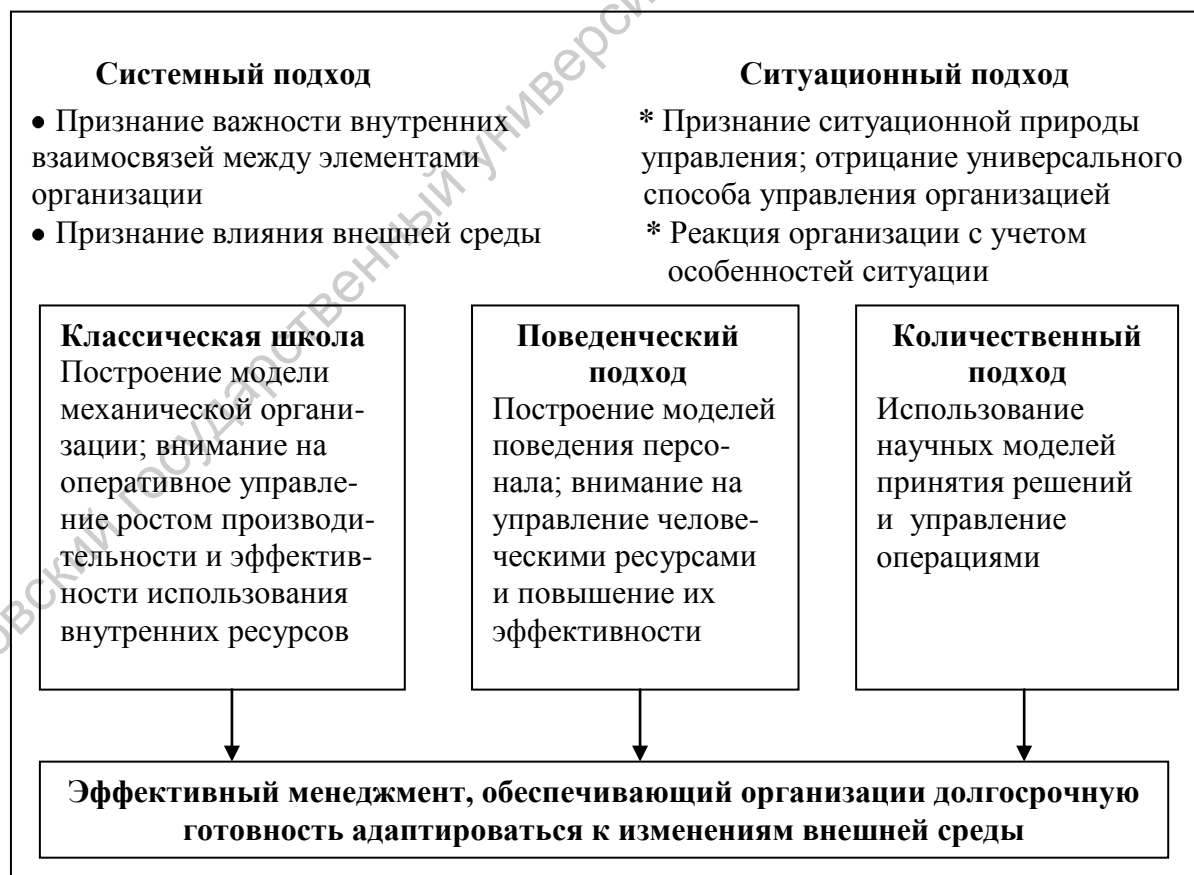 Системный подход
• Признание важности внутренних
взаимосвязей между элементами
организации
• Признание влияния внешней среды
Ситуационный подход
* Признание ситуационной природы
управления; отрицание универсального
способа управления организацией
* Реакция организации с учетом
особенностей ситуации
Классическая школа
Построение модели
механической органи-
зации; внимание на
оперативное управле-
ние ростом производи-
тельности и эффектив-
ности использования
внутренних ресурсов
Поведенческий
подход
Построение моделей
поведения персо-
нала; внимание на
управление челове-
ческими ресурсами
и повышение их
эффективности
Количественный
подход
Использование
научных моделей
принятия решений
и управление
операциями
Эффективный менеджмент, обеспечивающий организации долгосрочную
готовность адаптироваться к изменениям внешней среды
государственный